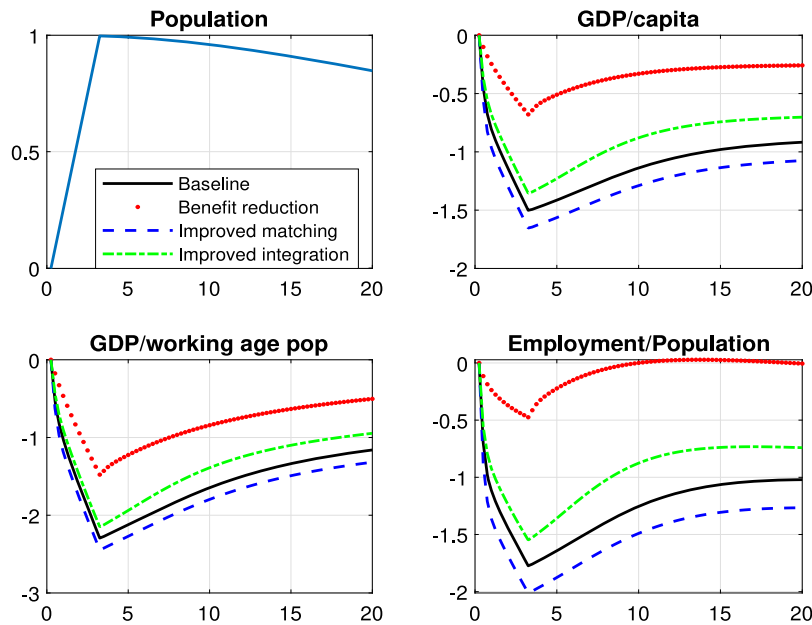 Population
1
0.5
0
0 5 10 15 20
Baseline
Benefit reduction
Improved matching
Improved integration
GDP/capita
0
-0.5
-1
-1.5
-2
0 5 10 15 20
GDP/working age pop
0
-1
-2
-3
0 5 10 15 20
Employment/Population
0
-0.5
-1
-1.5
-2
0 5 10 15 20